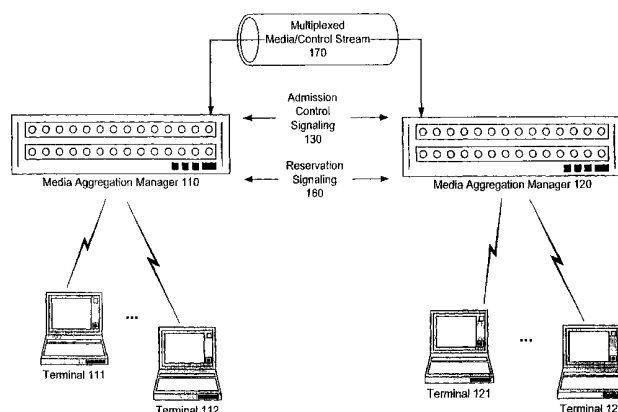 Multiplexed
Media/Control Stream
170
Admission
Control
Signaling
130
Reservation
Signaling
160
Media Aggregation Manager 110
Media Aggregation Manager 120
Terminal 111
Terminal 112
Terminal 121
Terminal